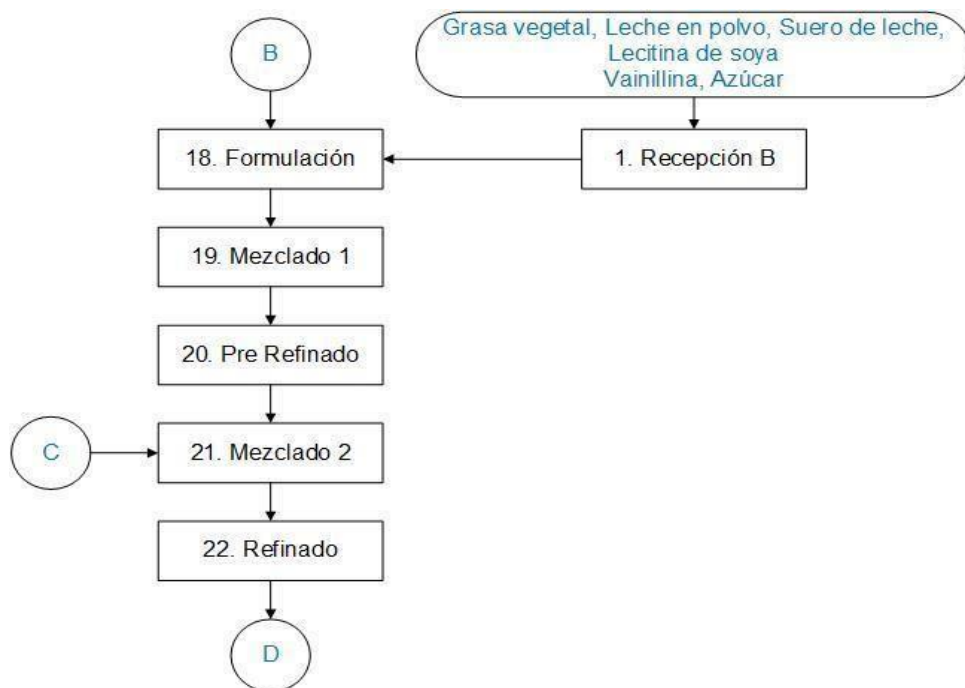 B
Grasa vegetal, Leche en polvo, Suero de leche,
Lecitina de soya
Vainillina, Azúcar
18. Formulación
1. Recepción B
19. Mezclado 1
20. Pre Refinado
C
21. Mezclado 2
22. Refinado
D